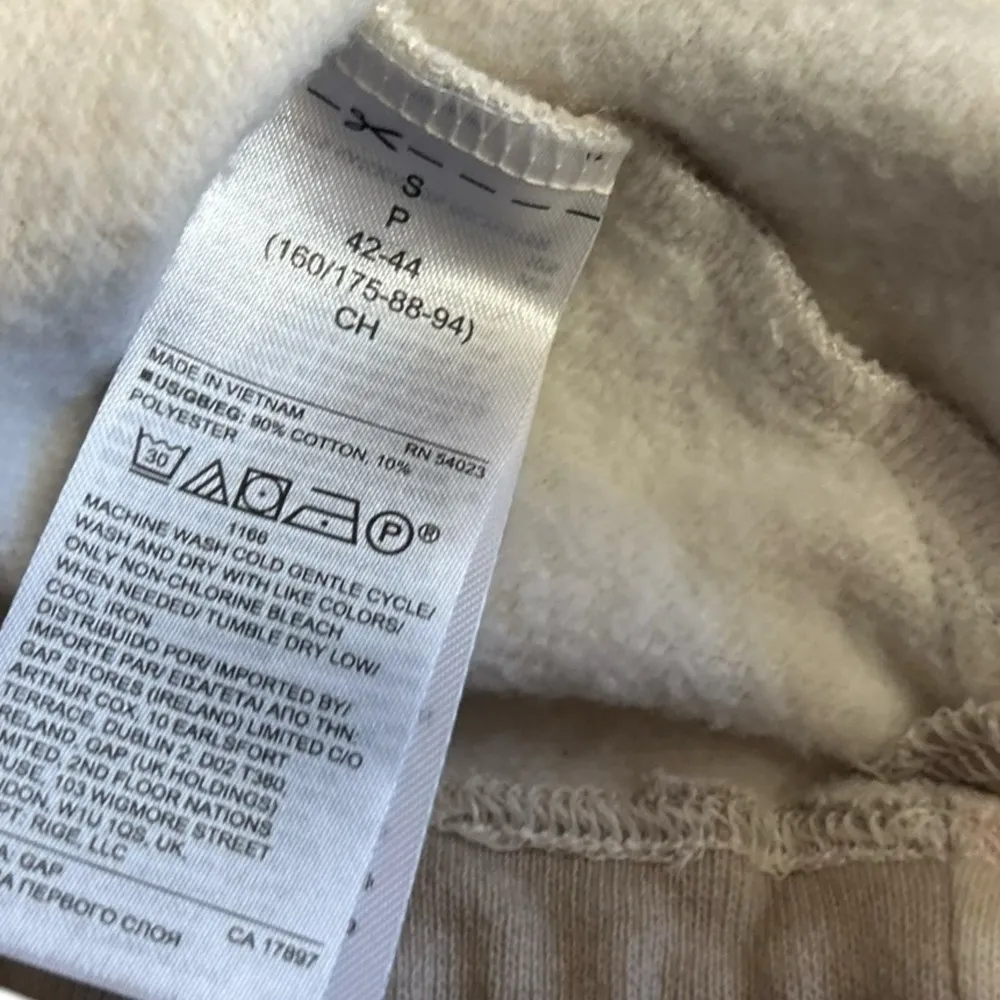 S
P
42-44
(160/175-88-94)
CH
MADE IN VIETNAM RN 54023
■ US/GB/EG: 90% COTTON, 10%
POLYESTER
30 P ®
1166
MACHINE WASH COLD GENTLE CYCLE/
WASH AND DRY WITH LIKE COLORS/
ONLY NON-CHLORINE BLEACH
WHEN NEEDED/ TUMBLE DRY LOW/
COOL IRON
DISTRIBUIDO POR/ IMPORTED BY/
IMPORTE PAR/ ΕΙΣΑΓΕΤΑΙ ΑΠΟ ΤΗΝ
GAP STORES (IRELAND) LIMITED C/O
ARTHUR COX, 10 EARLSFORT
TERRACE, DUBLIN 2, D02 T380
RELAND, GAP (UK HOLDINGS)
MITED, 2ND FLOOR NATIONS
OUSE, 103 WIGMORE STREET
DON, W1U 1QS, UK,
RIGE, LLC
GAP
ПЕРВОГО СЛОЯ CA 17897